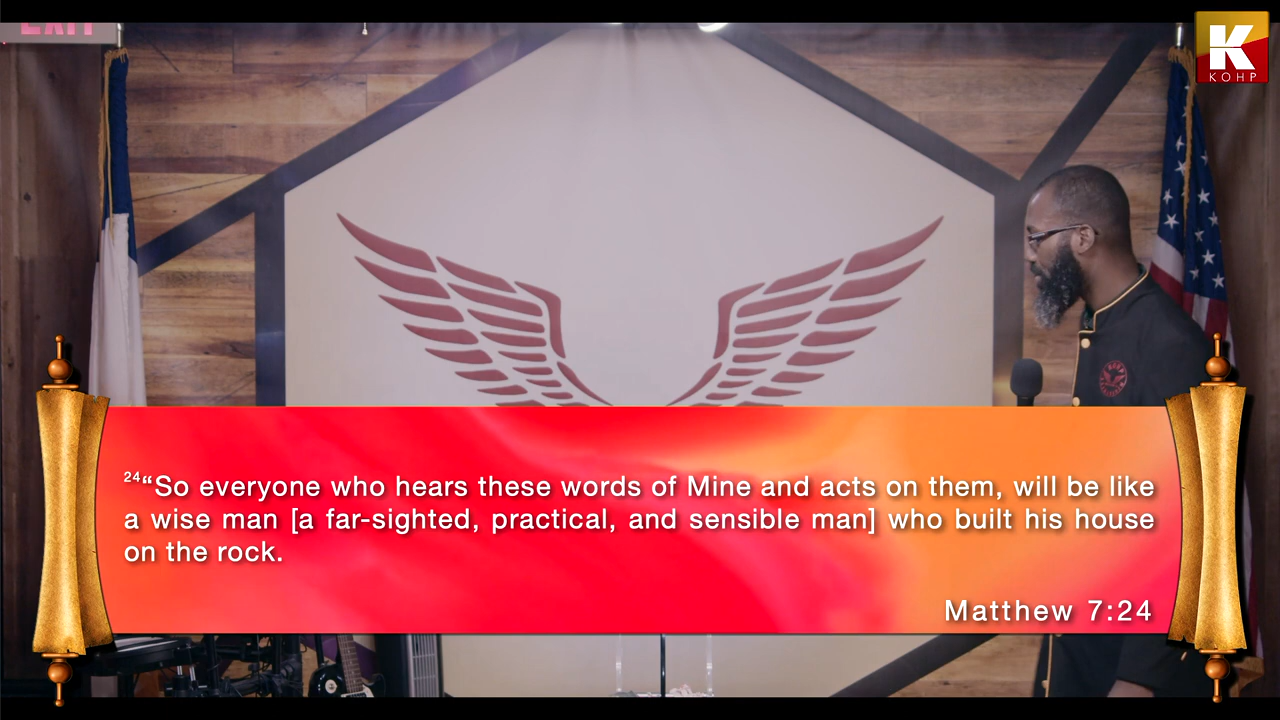 EXIT
K
KOHP
24“So everyone who hears these words of Mine and acts on them, will be like
a wise man [a far-sighted, practical, and sensible man] who built his house
on the rock.
Matthew 7:24